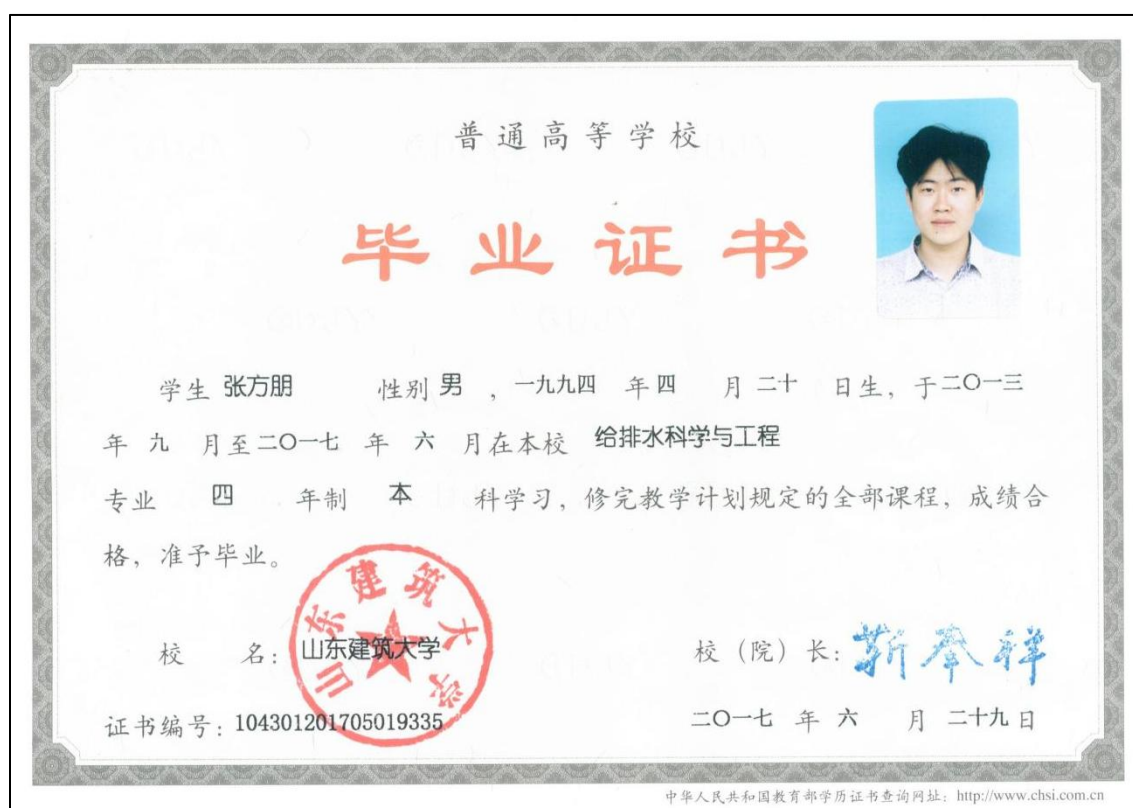 普通高等学校
毕业证书
学生 张方朋 性别 男 ，一九九四 年 四 月 二十 日生，于二〇一三
年 九 月至二〇一七 年 六 月在本校 给排水科学与工程
专业 四 年制 本 科学习，修完教学计划规定的全部课程，成绩合
格，准予毕业。
山东建筑大学
校 名：山东建筑大学 校（院）长：靳奉祥
证书编号：104301201705019335 二〇一七 年 六 月 二十九 日
中华人民共和国教育部学历证书查询网址：http://www.chsi.com.cn